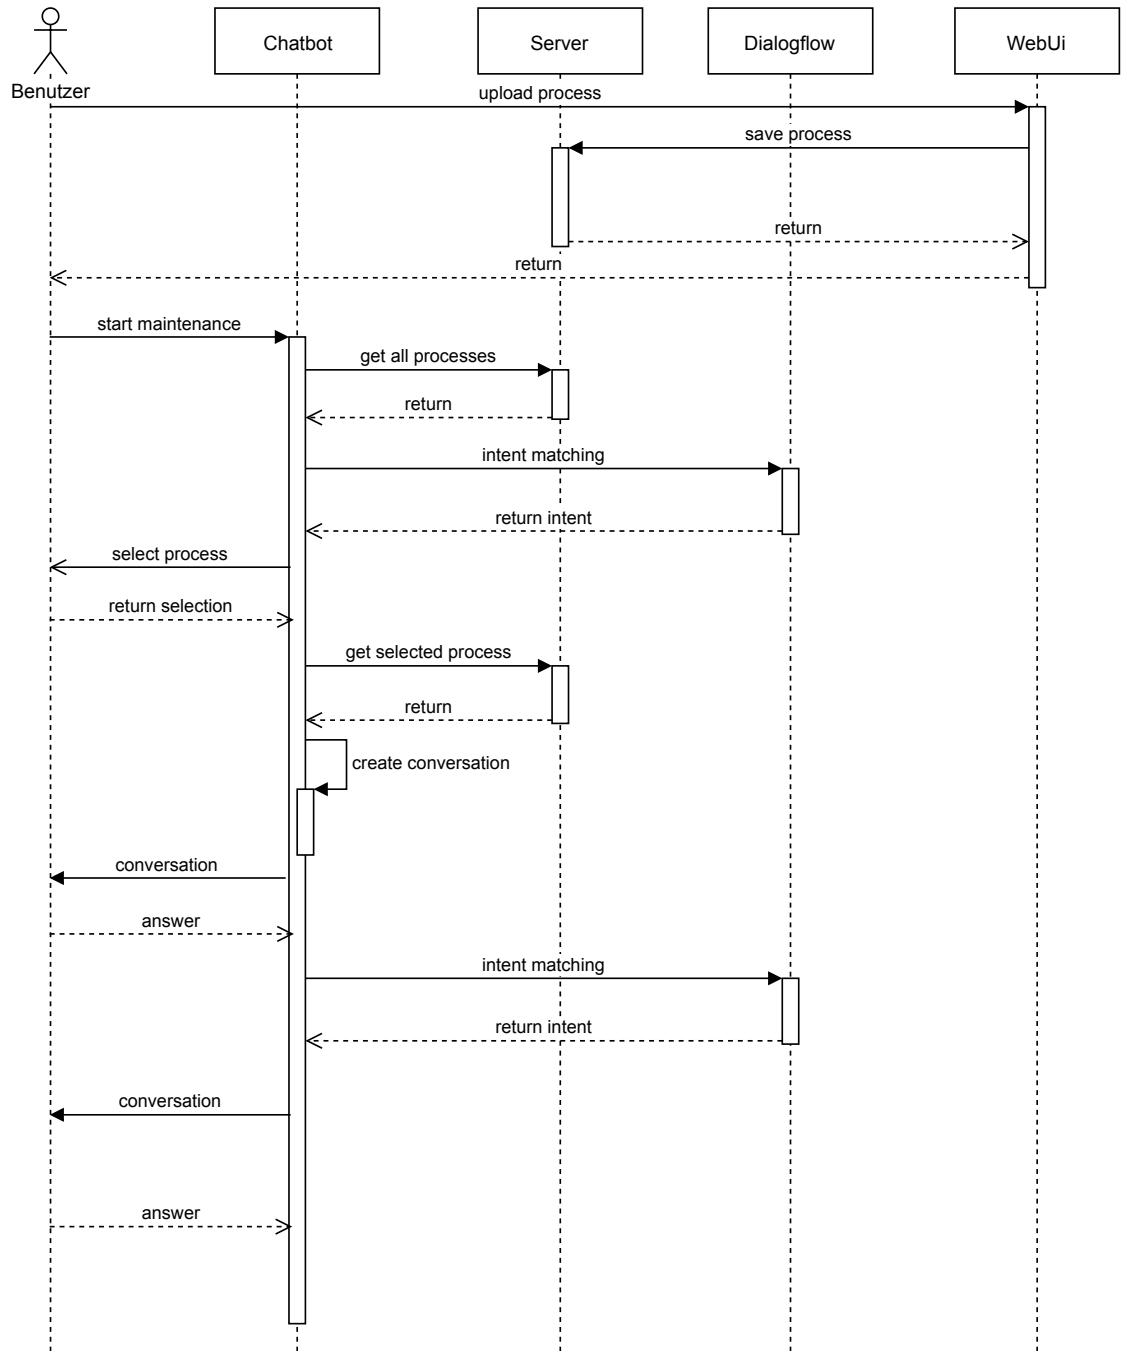 Benutzer
Chatbot
Server
Dialogflow
WebUi
upload process
save process
return
return
start maintenance
get all processes
return
intent matching
return intent
select process
return selection
get selected process
return
create conversation
conversation
answer
intent matching
return intent
conversation
answer